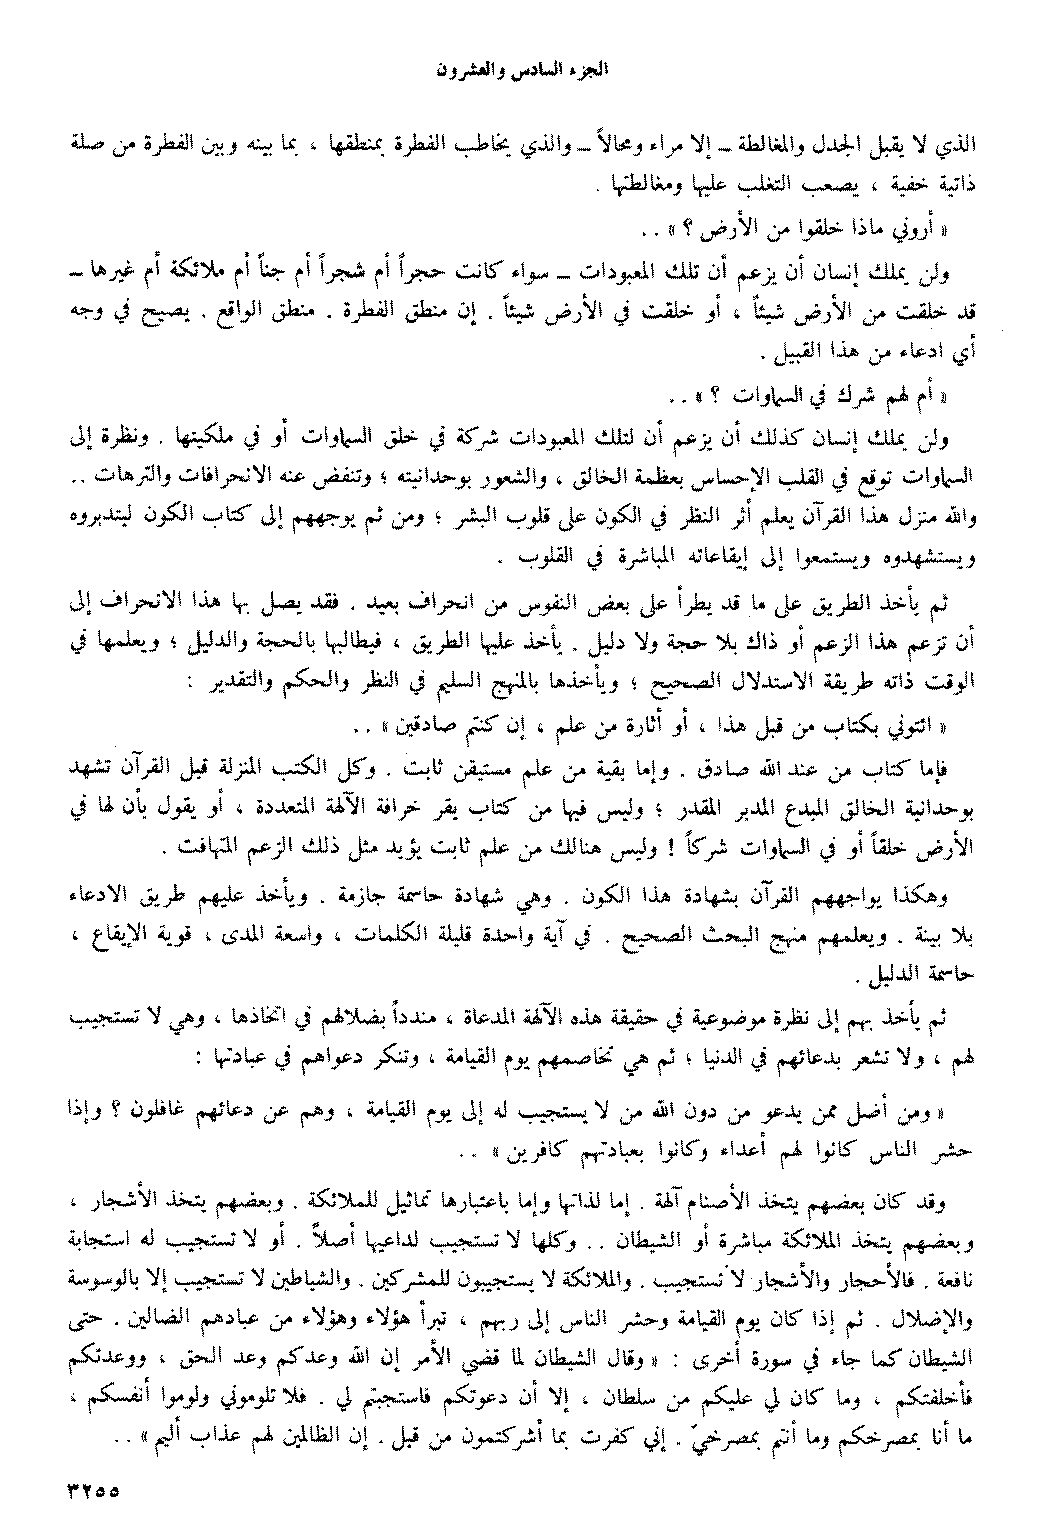 الجزء السادس والعشرون
الذي لا يقبل الجدل والمغالطة ــ إلا مراء ومحالاً ــ والذي يخاطب الفطرة بمنطقها ، بما بينه وبين الفطرة من صلة
ذاتية خفية ، يصعب التغلب عليها ومغالطتها .
« أروني ماذا خلقوا من الأرض ؟ » . .
ولن يملك إنسان أن يزعم أن تلك المعبودات ــ سواء كانت حجراً أم شجراً أم جناً أم ملائكة أم غيرها ــ
قد خلقت من الأرض شيئاً ، أو خلقت في الأرض شيئاً . إن منطق الفطرة . منطق الواقع . يصيح في وجه
أي ادعاء من هذا القبيل .
« أم لهم شرك في السماوات ؟ » . .
ولن يملك إنسان كذلك أن يزعم أن لتلك المعبودات شركة في خلق السماوات أو في ملكيتها . ونظرة إلى
السماوات توقع في القلب الإحساس بعظمة الخالق ، والشعور بوحدانيته ؛ وتنفض عنه الانحرافات والترهات . .
والله منزل هذا القرآن يعلم أثر النظر في الكون على قلوب البشر ؛ ومن ثم يوجههم إلى كتاب الكون ليتدبروه
ويستشهدوه ويستمعوا إلى إيقاعاته المباشرة في القلوب .
ثم يأخذ الطريق على ما قد يطرأ على بعض النفوس من انحراف بعيد . فقد يصل بها هذا الانحراف إلى
أن تزعم هذا الزعم أو ذاك بلا حجة ولا دليل . يأخذ عليها الطريق ، فيطالبها بالحجة والدليل ؛ ويعلمها في
الوقت ذاته طريقة الاستدلال الصحيح ؛ ويأخذها بالمنهج السليم في النظر والحكم والتقدير :
« ائتوني بكتاب من قبل هذا ، أو أثارة من علم ، إن كنتم صادقين » . .
فإما كتاب من عند الله صادق . وإما بقية من علم مستيقن ثابت . وكل الكتب المنزلة قبل القرآن تشهد
بوحدانية الخالق المبدع المدبر المقدر ؛ وليس فيها من كتاب يقر خرافة الآلهة المتعددة ، أو يقول بأن لها في
الأرض خلقاً أو في السماوات شركاً ! وليس هنالك من علم ثابت يؤيد مثل ذلك الزعم المتهافت .
وهكذا يواجههم القرآن بشهادة هذا الكون . وهي شهادة حاسمة جازمة . ويأخذ عليهم طريق الادعاء
بلا بينة . ويعلمهم منهج البحث الصحيح . في آية واحدة قليلة الكلمات ، واسعة المدى ، قوية الإيقاع ،
حاسمة الدليل .
ثم يأخذ بهم إلى نظرة موضوعية في حقيقة هذه الآلهة المدعاة ، مندداً بضلالهم في اتخاذها ، وهي لا تستجيب
لهم ، ولا تشعر بدعائهم في الدنيا ؛ ثم هي تخاصمهم يوم القيامة ، وتنكر دعواهم في عبادتها :
« ومن أضل ممن يدعو من دون الله من لا يستجيب له إلى يوم القيامة ، وهم عن دعائهم غافلون ؟ وإذا
حشر الناس كانوا لهم أعداء وكانوا بعبادتهم كافرين » . .
وقد كان بعضهم يتخذ الأصنام آلهة . إما لذاتها وإما باعتبارها تماثيل للملائكة . وبعضهم يتخذ الأشجار ،
وبعضهم يتخذ الملائكة مباشرة أو الشيطان . . وكلها لا تستجيب لداعيها أصلاً . أو لا تستجيب له استجابة
نافعة . فالأحجار والأشجار لا تستجيب . والملائكة لا يستجيبون للمشركين . والشياطين لا تستجيب إلا بالوسوسة
والإضلال . ثم إذا كان يوم القيامة وحشر الناس إلى ربهم ، تبرأ هؤلاء وهؤلاء من عبادهم الضالين . حتى
الشيطان كما جاء في سورة أخرى : « وقال الشيطان لما قضي الأمر إن الله وعدكم وعد الحق ، ووعدتكم
فأخلفتكم ، وما كان لي عليكم من سلطان ، إلا أن دعوتكم فاستجبتم لي . فلا تلوموني ولوموا أنفسكم ،
ما أنا بمصرخكم وما أنتم بمصرخيّ . إني كفرت بما أشركتمون من قبل . إن الظالمين لهم عذاب أليم » . .
٣٢٥٥